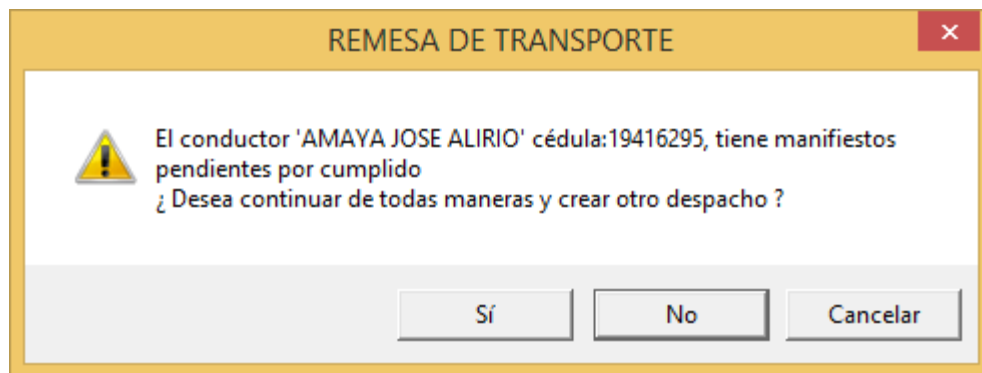 REMESA DE TRANSPORTE
El conductor 'AMAYA JOSE ALIRIO' cédula:19416295, tiene manifiestos
pendientes por cumplido
¿ Desea continuar de todas maneras y crear otro despacho ?
Sí No Cancelar